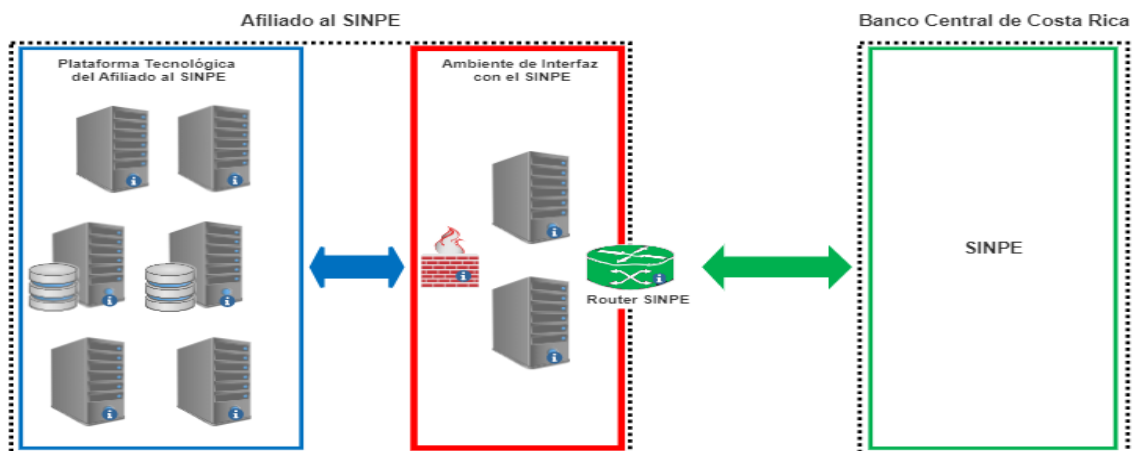 Afiliado al SINPE
Banco Central de Costa Rica
Plataforma Tecnológica
del Afiliado al SINPE
Ambiente de Interfaz
con el SINPE
Router SINPE
SINPE